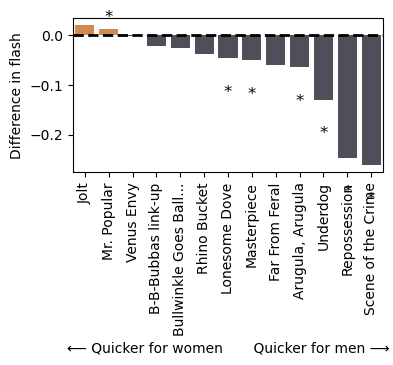 *
0.0
−0.1
−0.2
Difference in flash
*
*
*
*
*
*
Jolt
Mr. Popular
Venus Envy
B-B-Bubbas link-up
Bullwinkle Goes Ball...
Rhino Bucket
Lonesome Dove
Masterpiece
Far From Feral
Arugula, Arugula
Underdog
Repossession
Scene of the Crime
⟵ Quicker for women
Quicker for men ⟶